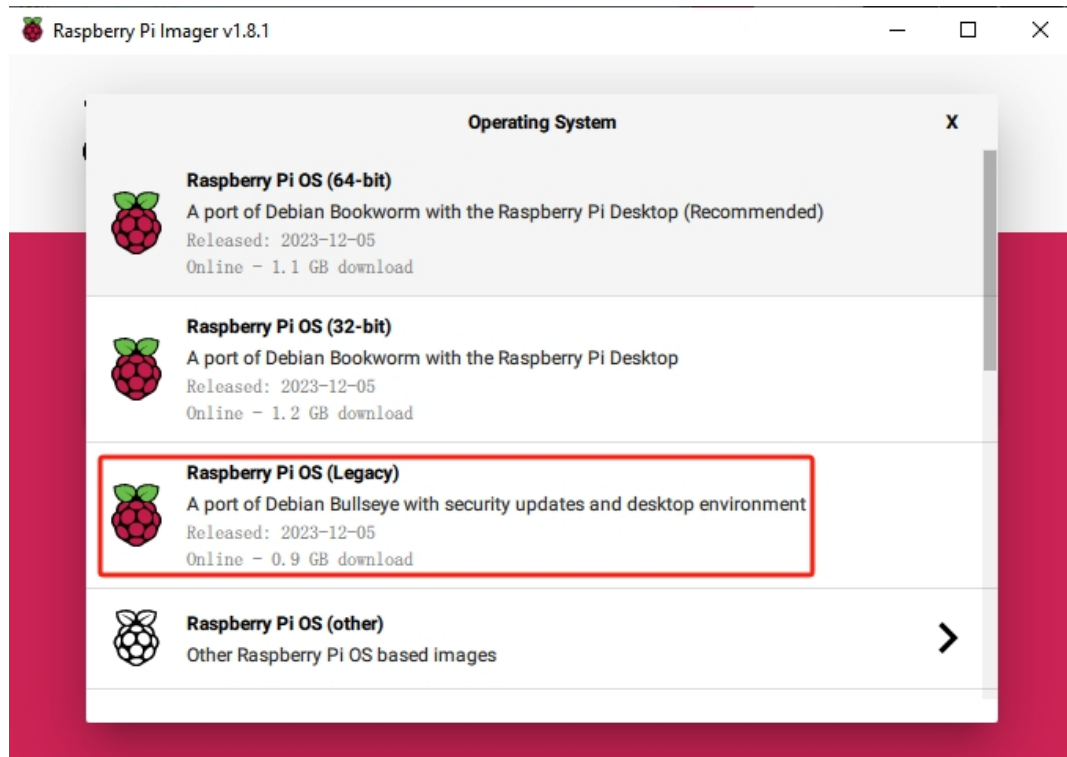 Raspberry Pi Imager v1.8.1
Operating System
X
Raspberry Pi OS (64-bit)
A port of Debian Bookworm with the Raspberry Pi Desktop (Recommended)
Released: 2023-12-05
Online - 1.1 GB download
Raspberry Pi OS (32-bit)
A port of Debian Bookworm with the Raspberry Pi Desktop
Released: 2023-12-05
Online - 1.2 GB download
Raspberry Pi OS (Legacy)
A port of Debian Bullseye with security updates and desktop environment
Released: 2023-12-05
Online - 0.9 GB download
Raspberry Pi OS (other)
Other Raspberry Pi OS based images